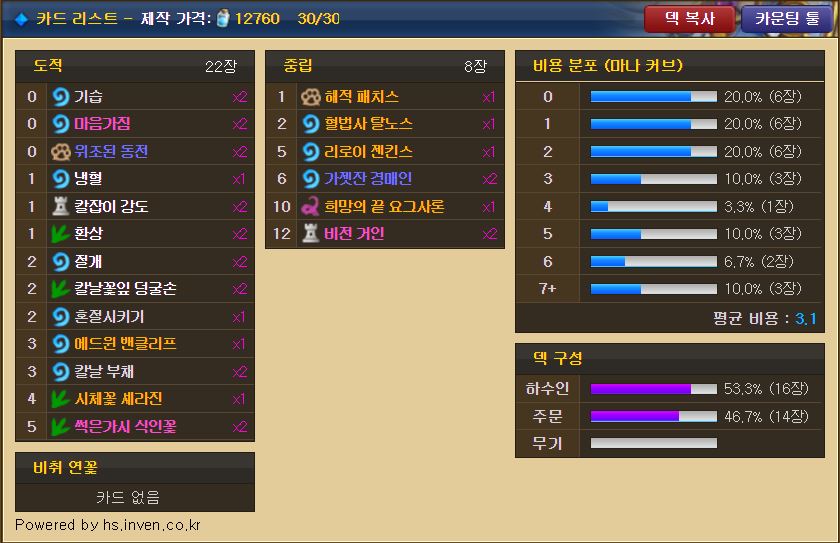 카드 리스트 - 제작 가격: 12760 30/30
덱 복사
카운팅 툴
도적 22장
0 기습 x2
0 마음가짐 x2
0 위조된 동전 x2
1 냉혈 x1
1 칼잡이 강도 x2
1 환상 x2
2 절개 x2
2 칼날꽃잎 덩굴손 x2
2 혼절시키기 x1
3 에드윈 밴클리프 x1
3 칼날 부채 x2
4 시체꽃 셰라진 x1
5 썩은가시 식인꽃 x2
비취 연꽃
카드 없음
Powered by hs.inven.co.kr
중립 8장
1 해적 패치스 x1
2 혈법사 탈노스 x1
5 리로이 젠킨스 x1
6 가젯잔 경매인 x2
10 희망의 끝 요그사론 x1
12 비전 거인 x2
비용 분포 (마나 커브)
0 20.0% (6장)
1 20.0% (6장)
2 20.0% (6장)
3 10.0% (3장)
4 3.3% (1장)
5 10.0% (3장)
6 6.7% (2장)
7+ 10.0% (3장)
평균 비용 : 3.1
덱 구성
하수인 53.3% (16장)
주문 46.7% (14장)
무기